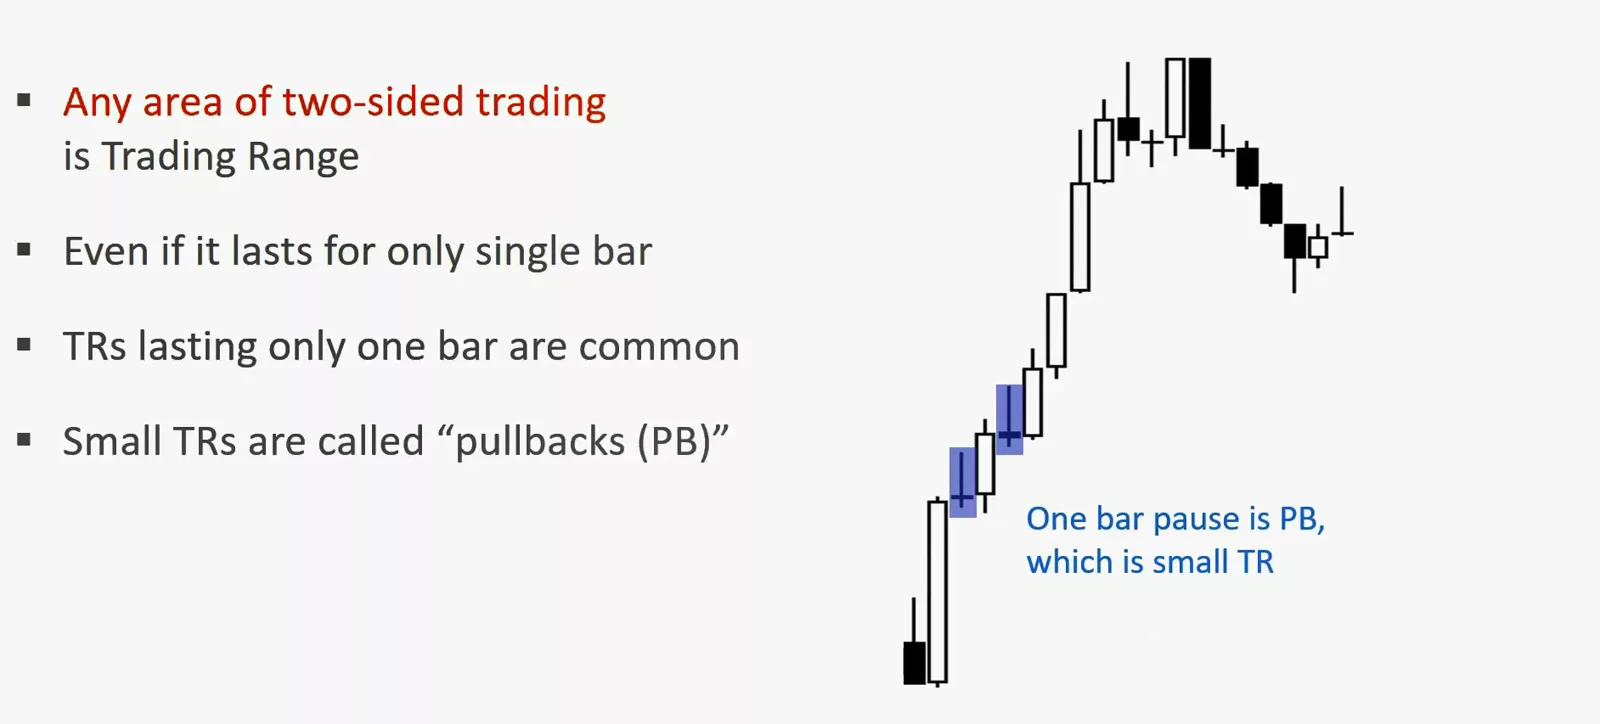 Any area of two-sided trading
is Trading Range
Even if it lasts for only single bar
TRs lasting only one bar are common
Small TRs are called “pullbacks (PB)”
One bar pause is PB,
which is small TR